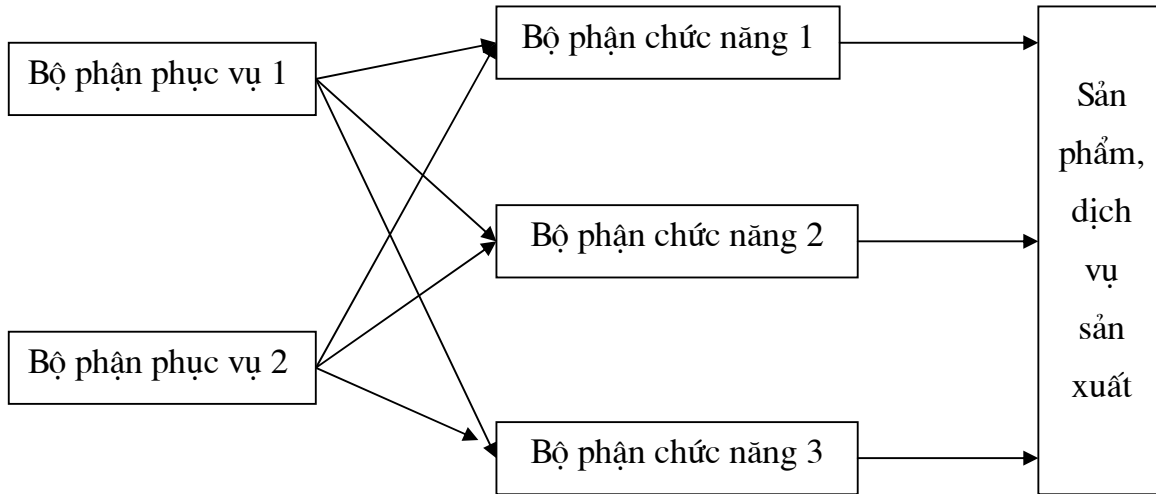 Bộ phận phục vụ 1
Bộ phận phục vụ 2
Bộ phận chức năng 1
Bộ phận chức năng 2
Bộ phận chức năng 3
Sản
phẩm,
dịch
vụ
sản
xuất